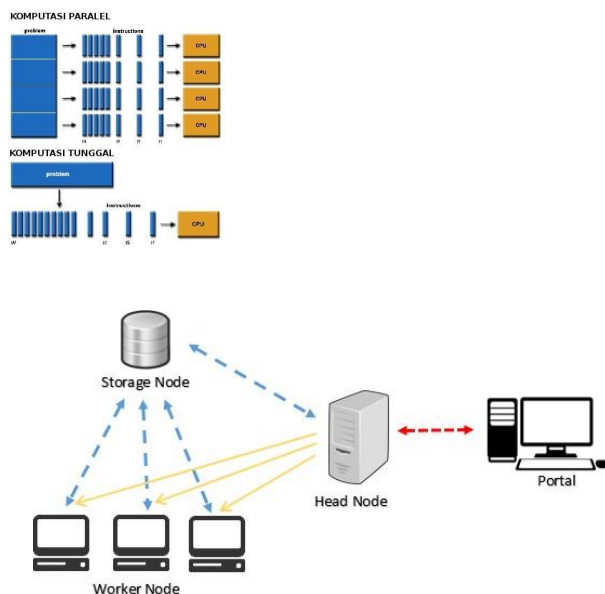 KOMPUTASI PARALEL
problem
instructions
CPU
CPU
CPU
CPU
KOMPUTASI TUNGGAL
problem
instructions
CPU
Storage Node
Head Node
Portal
Worker Node